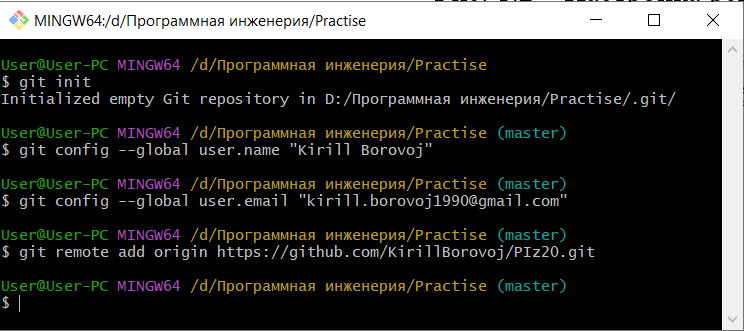 MINGW64:/d/Программная инженерия/Practise
User@User-PC MINGW64 /d/Программная инженерия/Practise
$ git init
Initialized empty Git repository in D:/Программная инженерия/Practise/.git/
User@User-PC MINGW64 /d/Программная инженерия/Practise (master)
$ git config --global user.name "Kirill Borovoj"
User@User-PC MINGW64 /d/Программная инженерия/Practise (master)
$ git config --global user.email "kirill.borovoj1990@gmail.com"
User@User-PC MINGW64 /d/Программная инженерия/Practise (master)
$ git remote add origin https://github.com/KirillBorovoj/PIz20.git
User@User-PC MINGW64 /d/Программная инженерия/Practise (master)
$